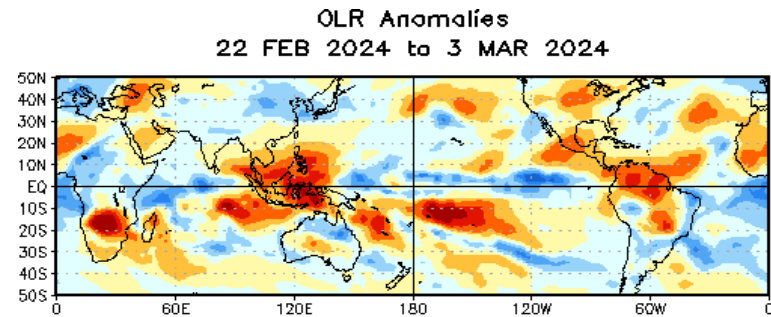 OLR Anomalies
22 FEB 2024 to 3 MAR 2024
50N
40N
30N
20N
10N
EQ
10S
20S
30S
40S
50S
0 60E 120E 180 120W 60W 0